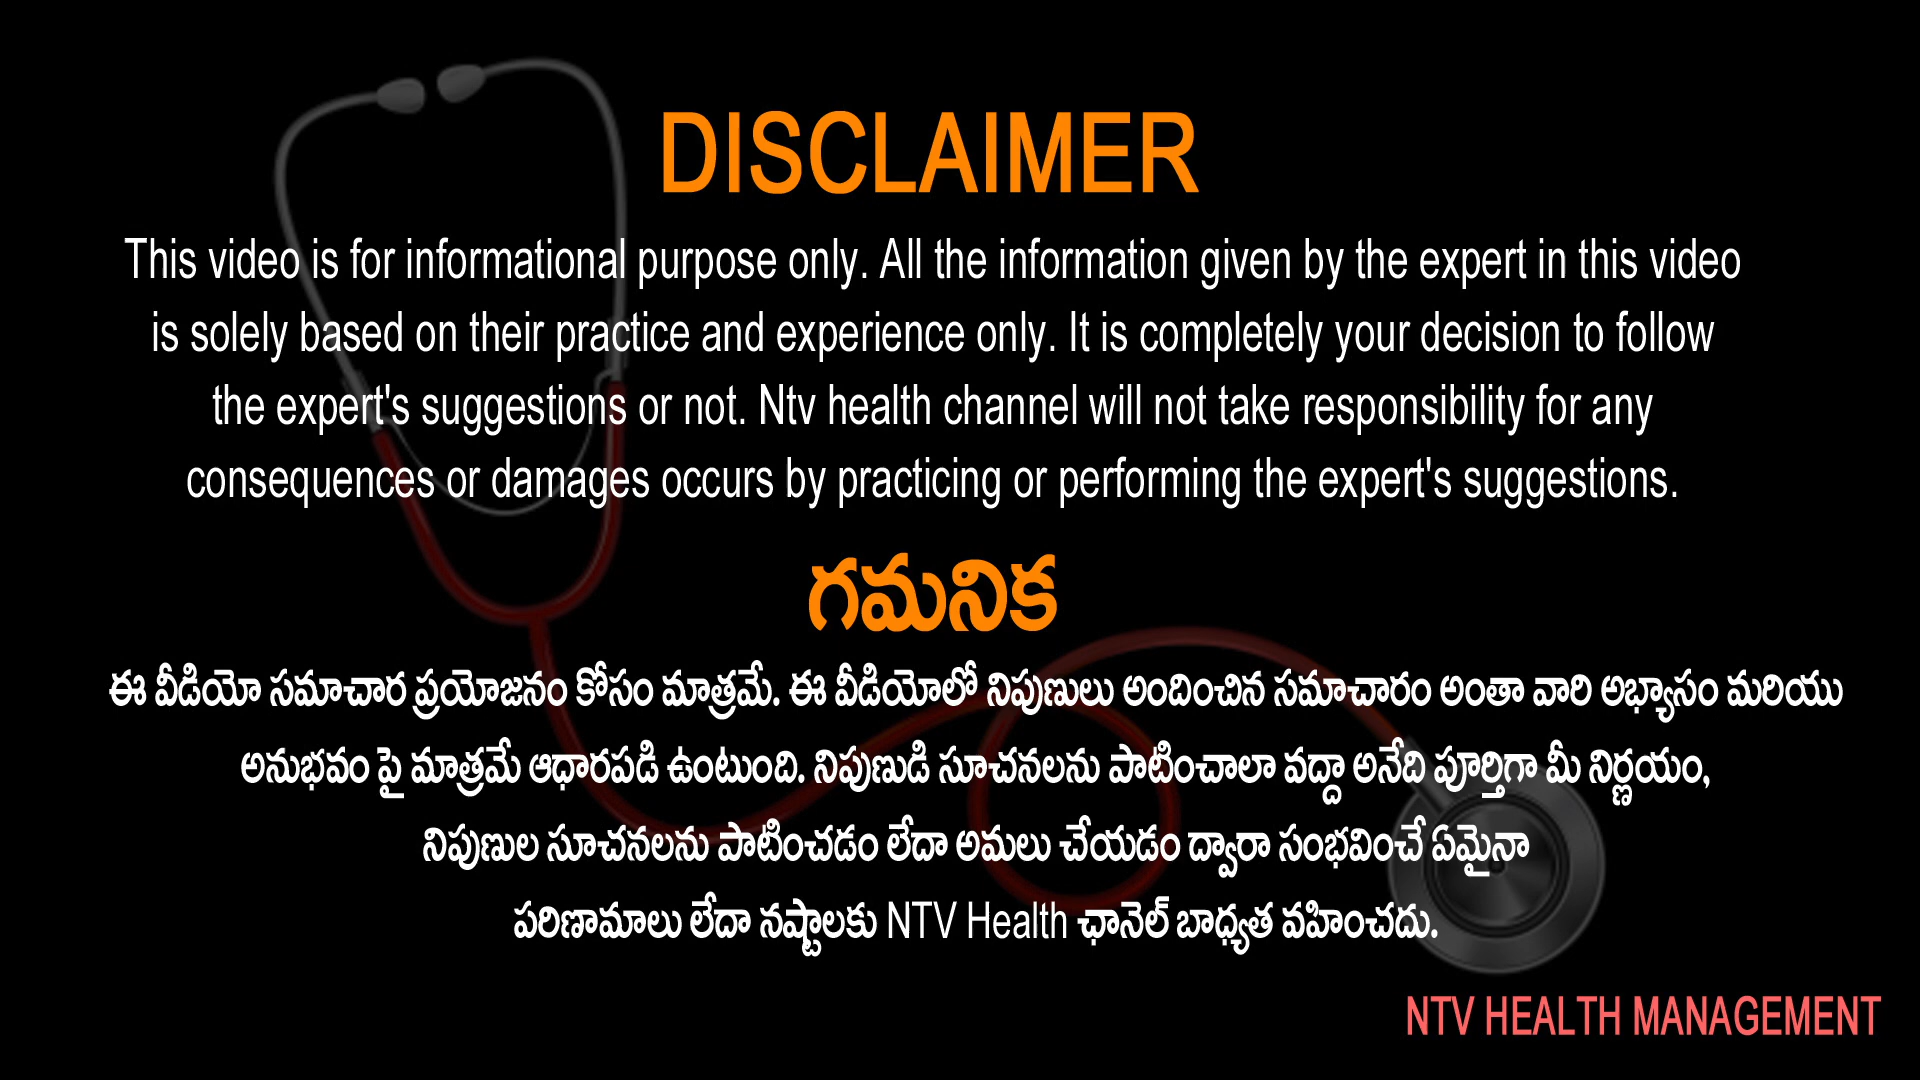 DISCLAIMER
This video is for informational purpose only. All the information given by the expert in this video
is solely based on their practice and experience only. It is completely your decision to follow
the expert's suggestions or not. Ntv health channel will not take responsibility for any
consequences or damages occurs by practicing or performing the expert's suggestions.
గమనిక
ఈ వీడియో సమాచార ప్రయోజనం కోసం మాత్రమే. ఈ వీడియోలో నిపుణులు అందించిన సమాచారం అంతా వారి అభ్యాసం మరియు
అనుభవం పై మాత్రమే ఆధారపడి ఉంటుంది. నిపుణుడి సూచనలను పాటించాలా వద్దా అనేది పూర్తిగా మీ నిర్ణయం,
నిపుణుల సూచనలను పాటించడం లేదా అమలు చేయడం ద్వారా సంభవించే ఏమైనా
పరిణామాలు లేదా నష్టాలకు NTV Health ఛానెల్ బాధ్యత వహించదు.
NTV HEALTH MANAGEMENT